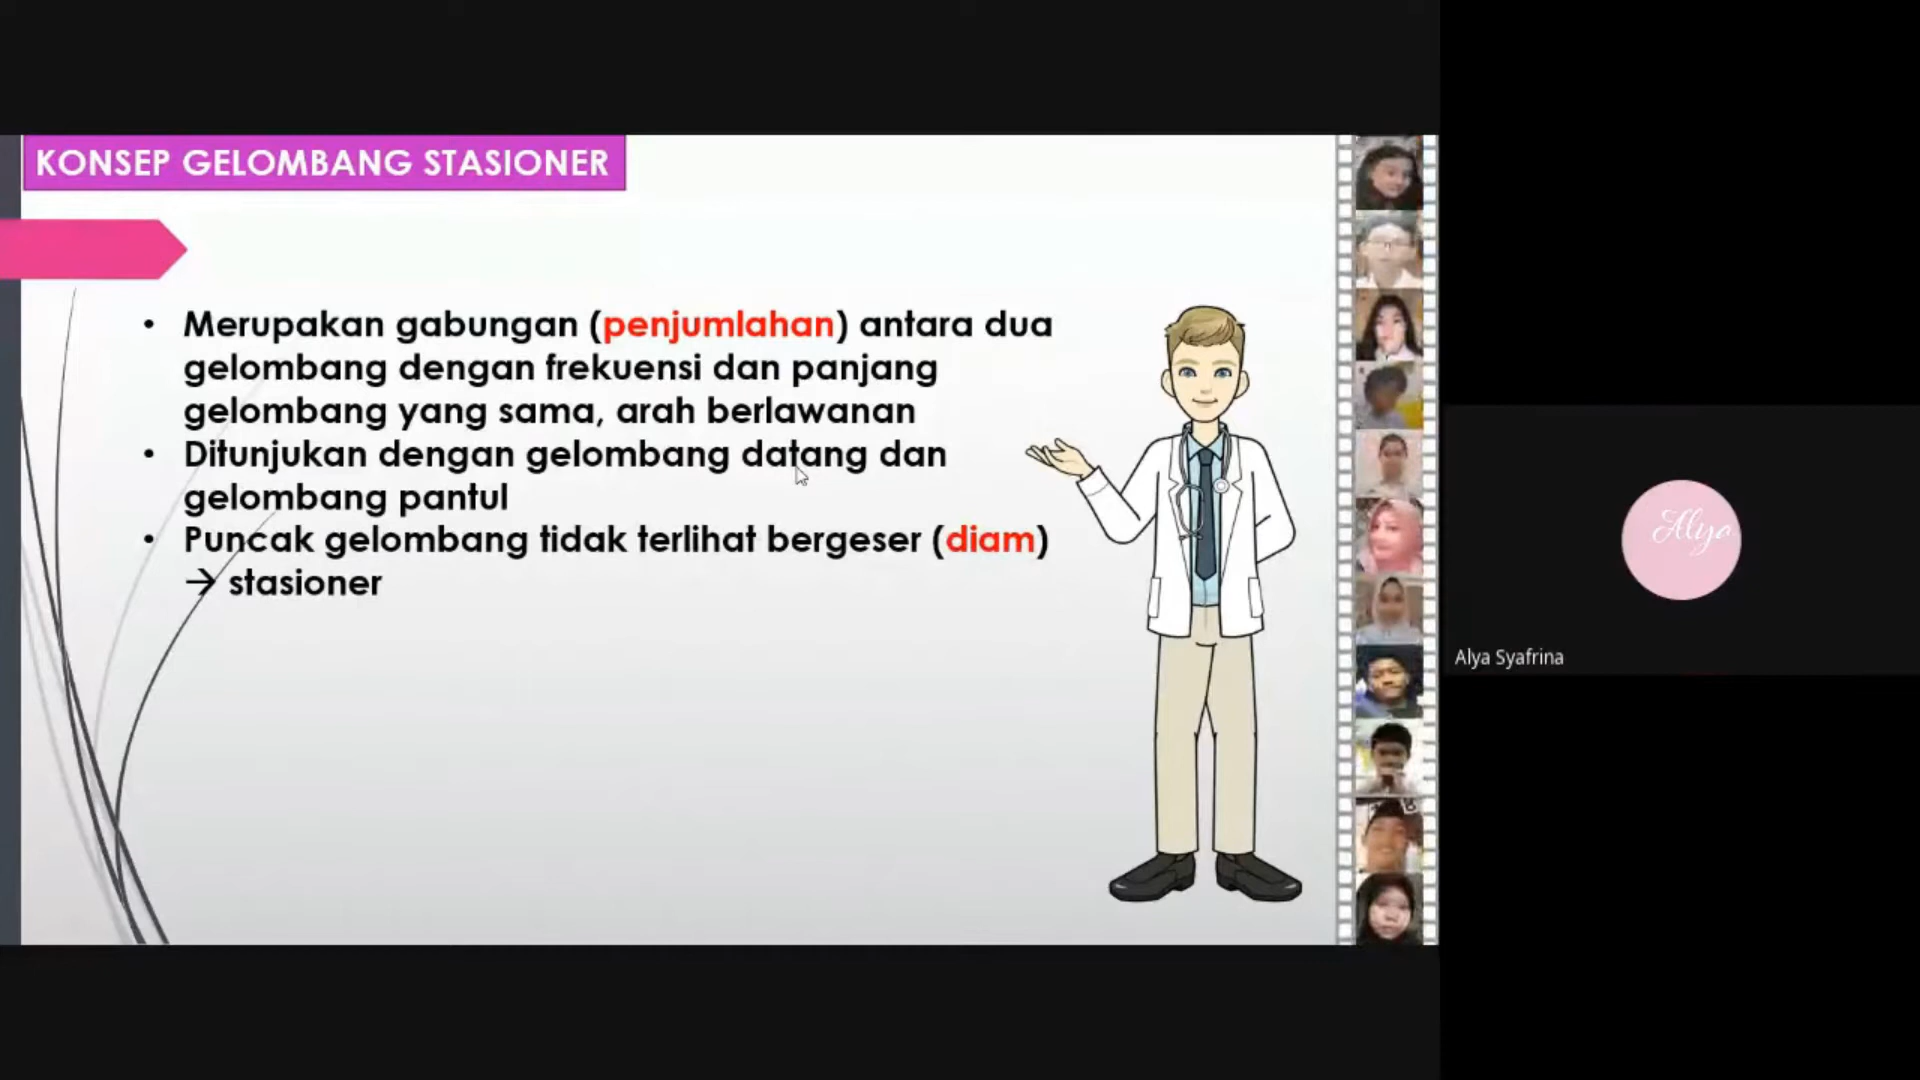 KONSEP GELOMBANG STASIONER
• Merupakan gabungan (penjumlahan) antara dua
gelombang dengan frekuensi dan panjang
gelombang yang sama, arah berlawanan
• Ditunjukan dengan gelombang datang dan
gelombang pantul
• Puncak gelombang tidak terlihat bergeser (diam)
→ stasioner
Alya
Alya Syafrina